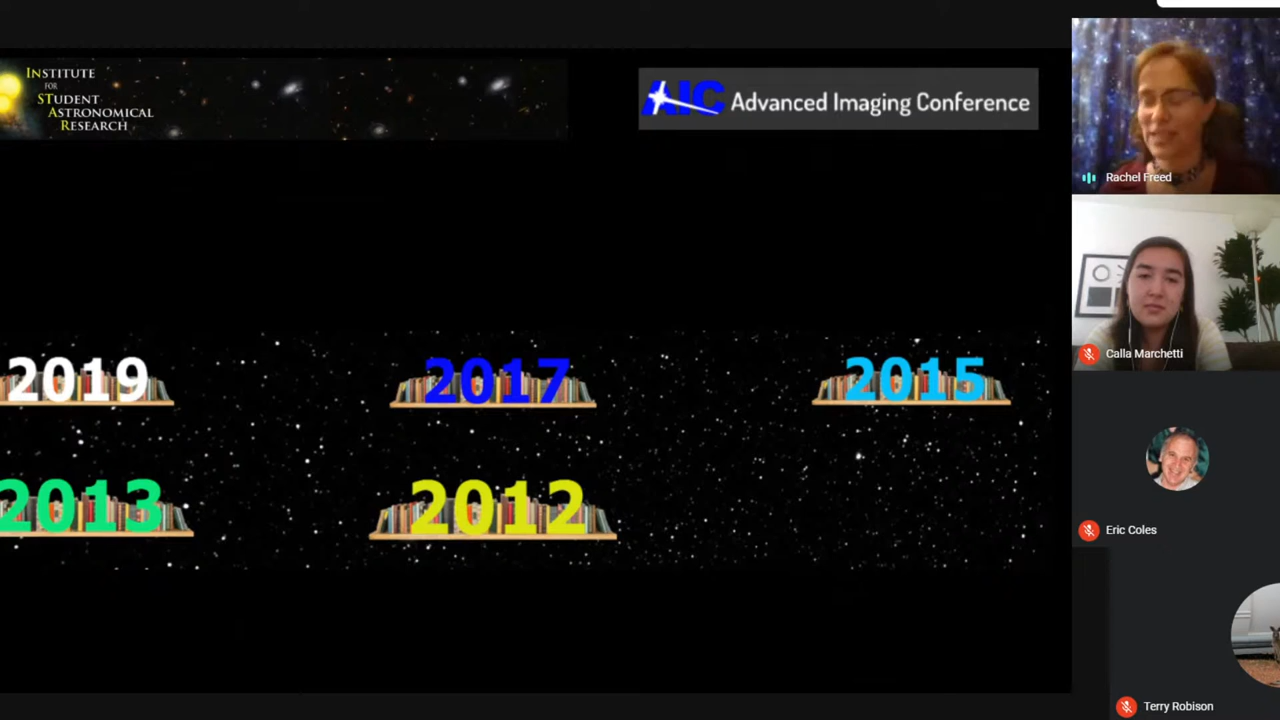 INSTITUTE
FOR
STUDENT
ASTRONOMICAL
RESEARCH
AIC Advanced Imaging Conference
2019
2017
2015
2013
2012
Rachel Freed
Calla Marchetti
Eric Coles
Terry Robison